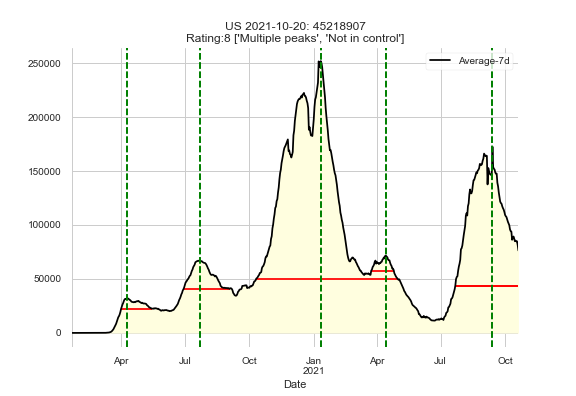 US 2021-10-20: 45218907
Rating:8 ['Multiple peaks', 'Not in control']
Average-7d
250000
200000
150000
100000
50000
0
Apr Jul Oct Jan Apr Jul Oct
2021
Date